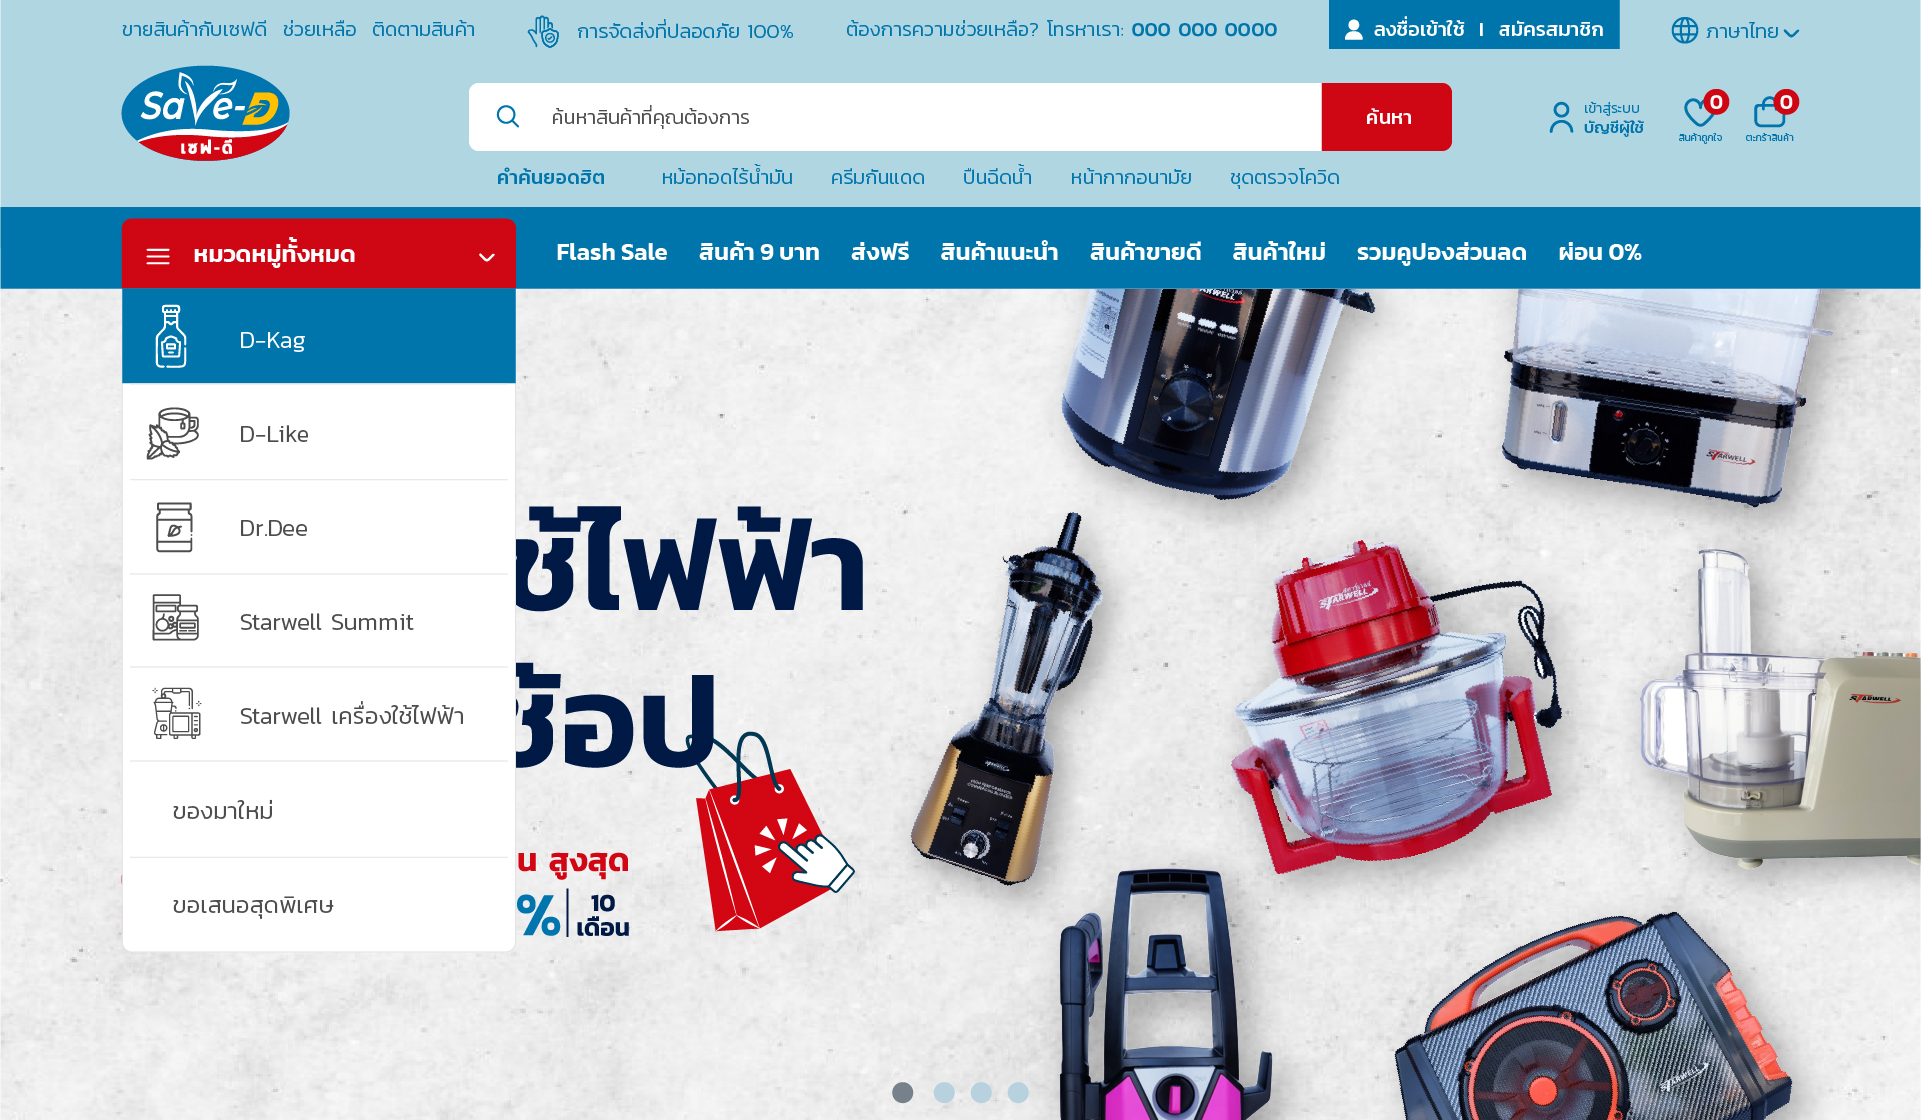 ขายสินค้ากับเซฟดี ช่วยเหลือ ติดตามสินค้า
การจัดส่งที่ปลอดภัย 100%
ต้องการความช่วยเหลือ? โทรหาเรา: 000 000 0000
ลงชื่อเข้าใช้ | สมัครสมาชิก
ภาษาไทย
Save-D
เซฟ-ดี
ค้นหาสินค้าที่คุณต้องการ
ค้นหา
เข้าสู่ระบบ
บัญชีผู้ใช้
0
สินค้าถูกใจ
0
ตะกร้าสินค้า
คำค้นยอดฮิต หม้อทอดไร้น้ำมัน ครีมกันแดด ปืนฉีดน้ำ หน้ากากอนามัย ชุดตรวจโควิด
หมวดหมู่ทั้งหมด
Flash Sale สินค้า 9 บาท ส่งฟรี สินค้าแนะนำ สินค้าขายดี สินค้าใหม่ รวมคูปองส่วนลด ผ่อน 0%
D-Kag
D-Like
Dr.Dee
Starwell Summit
Starwell เครื่องใช้ไฟฟ้า
ของมาใหม่
ขอเสนอสุดพิเศษ
ช้ไฟฟ้า
ช้อป
น สูงสุด
% 10
เดือน
STARWELL
STARWELL
STARWELL
STARWELL
STARWELL
STARWELL